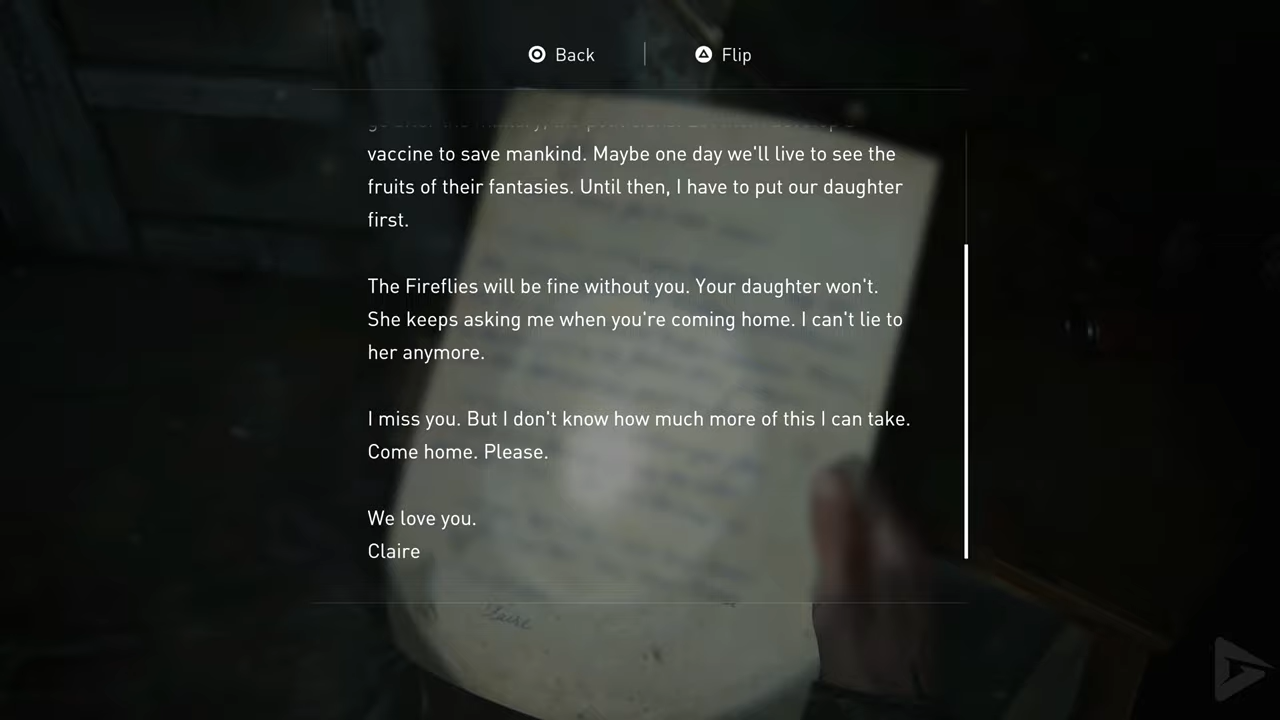 Back
Flip
vaccine to save mankind. Maybe one day we'll live to see the
fruits of their fantasies. Until then, I have to put our daughter
first.
The Fireflies will be fine without you. Your daughter won't.
She keeps asking me when you're coming home. I can't lie to
her anymore.
I miss you. But I don't know how much more of this I can take.
Come home. Please.
We love you.
Claire
Claire